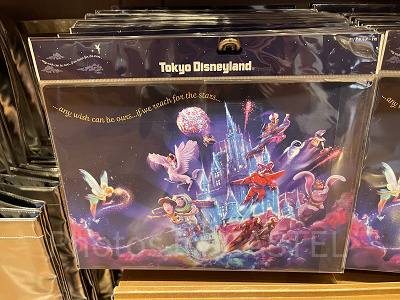 Tokyo Disneyland
...any wish can be ours...if we reach for the stars...